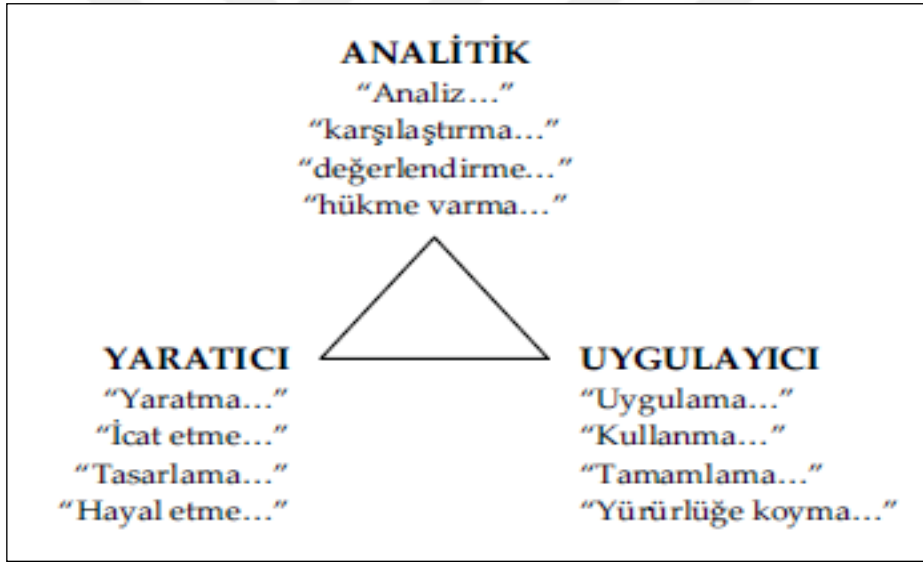 ANALİTİK
“Analiz…”
“karşılaştırma…”
“değerlendirme…”
“hükme varma…”
YARATICI
“Yaratma…”
“İcat etme…”
“Tasarlama…”
“Hayal etme…”
UYGULAYICI
“Uygulama…”
“Kullanma…”
“Tamamlama…”
“Yürürlüğe koyma…”